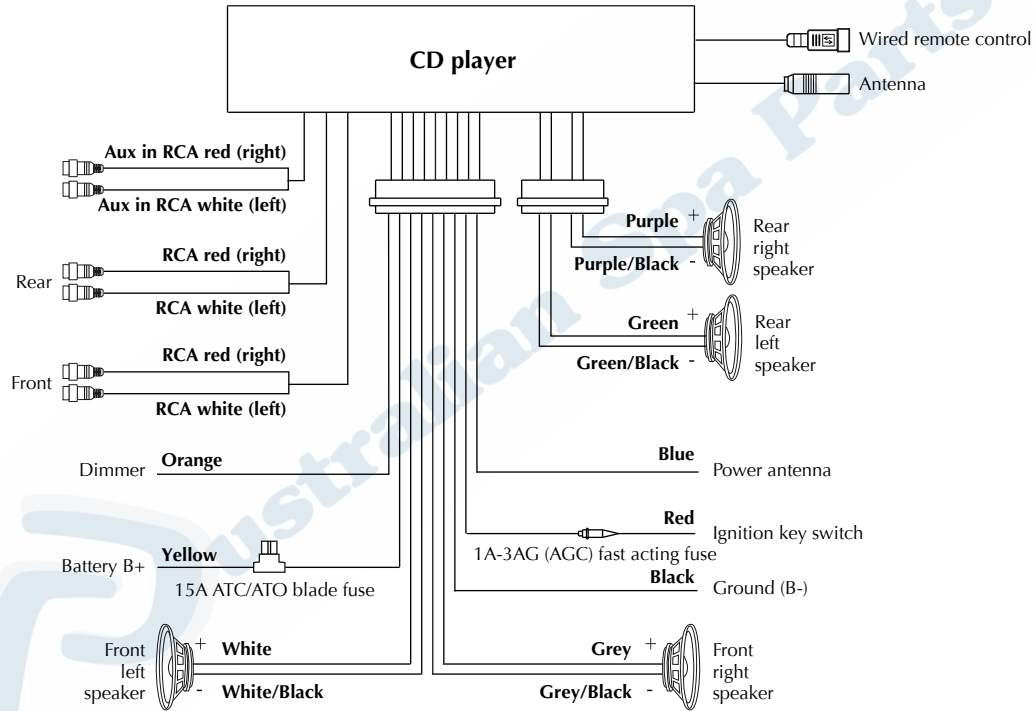 CD player
Wired remote control
Antenna
Aux in RCA red (right)
Aux in RCA white (left)
Rear
RCA red (right)
RCA white (left)
Front
RCA red (right)
RCA white (left)
Purple +
Purple/Black -
Rear
right
speaker
Green +
Green/Black -
Rear
left
speaker
Dimmer
Orange
Blue
Power antenna
Red
Ignition key switch
1A-3AG (AGC) fast acting fuse
Battery B+
Yellow
15A ATC/ATO blade fuse
Black
Ground (B-)
Front
left
speaker
+ White
- White/Black
Grey +
Grey/Black -
Front
right
speaker
ustralian Spa Parts